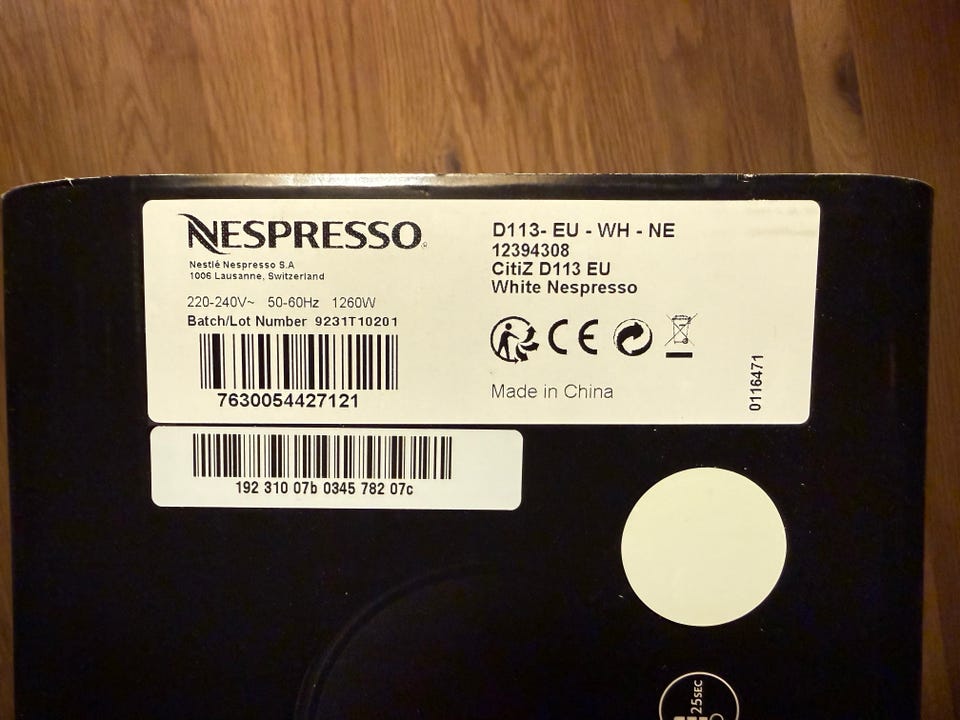 NESPRESSO®
Nestlé Nespresso S.A
1006 Lausanne, Switzerland
220-240V~ 50-60Hz 1260W
Batch/Lot Number 9231T10201
7630054427121
D113- EU - WH - NE
12394308
CitiZ D113 EU
White Nespresso
CE
Made in China
0116471
192 310 07b 0345 782 07c
25SEC